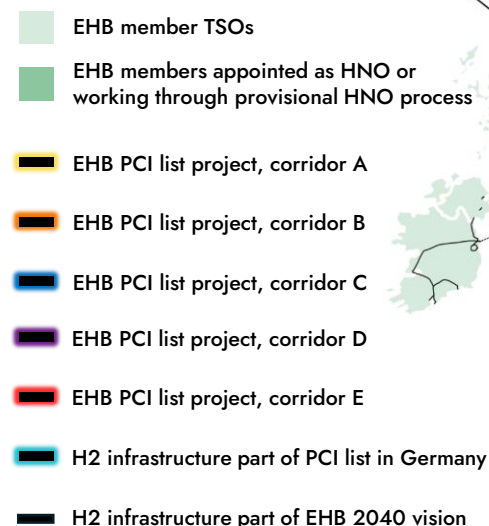 EHB member TSOs
EHB members appointed as HNO or
working through provisional HNO process
EHB PCI list project, corridor A
EHB PCI list project, corridor B
EHB PCI list project, corridor C
EHB PCI list project, corridor D
EHB PCI list project, corridor E
H2 infrastructure part of PCI list in Germany
H2 infrastructure part of EHB 2040 vision